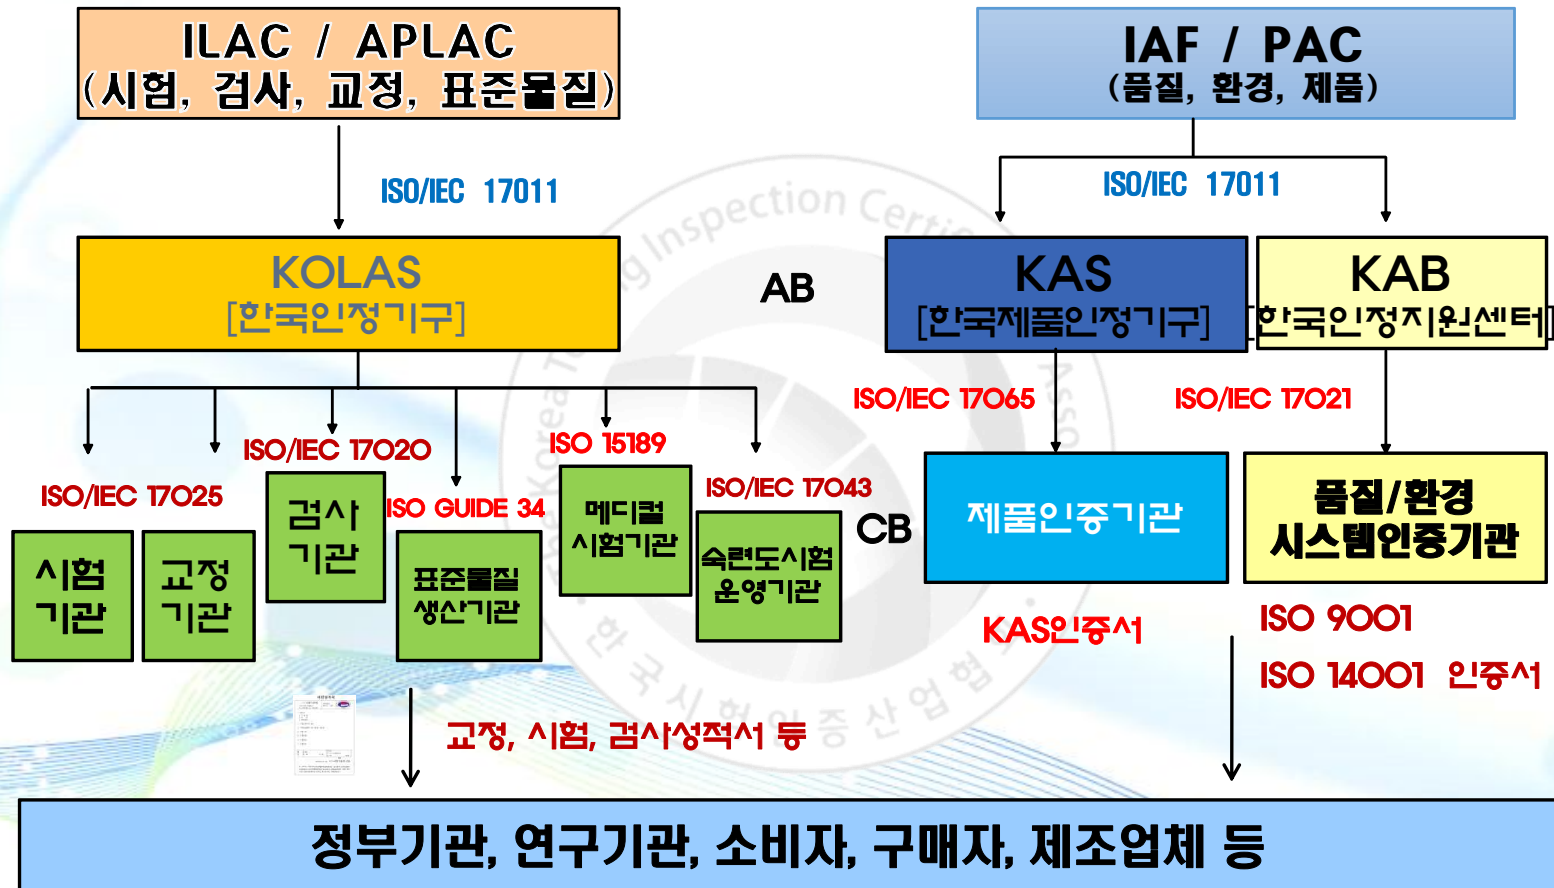 ILAC / APLAC
(시험, 검사, 교정, 표준물질)
IAF / PAC
(품질, 환경, 제품)
ISO/IEC 17011
ISO/IEC 17011
KOLAS
[한국인정기구]
AB
KAS
[한국제품인정기구]
KAB
[한국인정지원센터]
ISO/IEC 17065
ISO/IEC 17021
ISO/IEC 17025
ISO/IEC 17020
ISO GUIDE 34
ISO 15189
ISO/IEC 17043
시험
기관
교정
기관
검사
기관
표준물질
생산기관
메디컬
시험기관
숙련도시험
운영기관
CB
제품인증기관
품질/환경
시스템인증기관
KAS인증서
ISO 9001
ISO 14001 인증서
교정, 시험, 검사성적서 등
정부기관, 연구기관, 소비자, 구매자, 제조업체 등